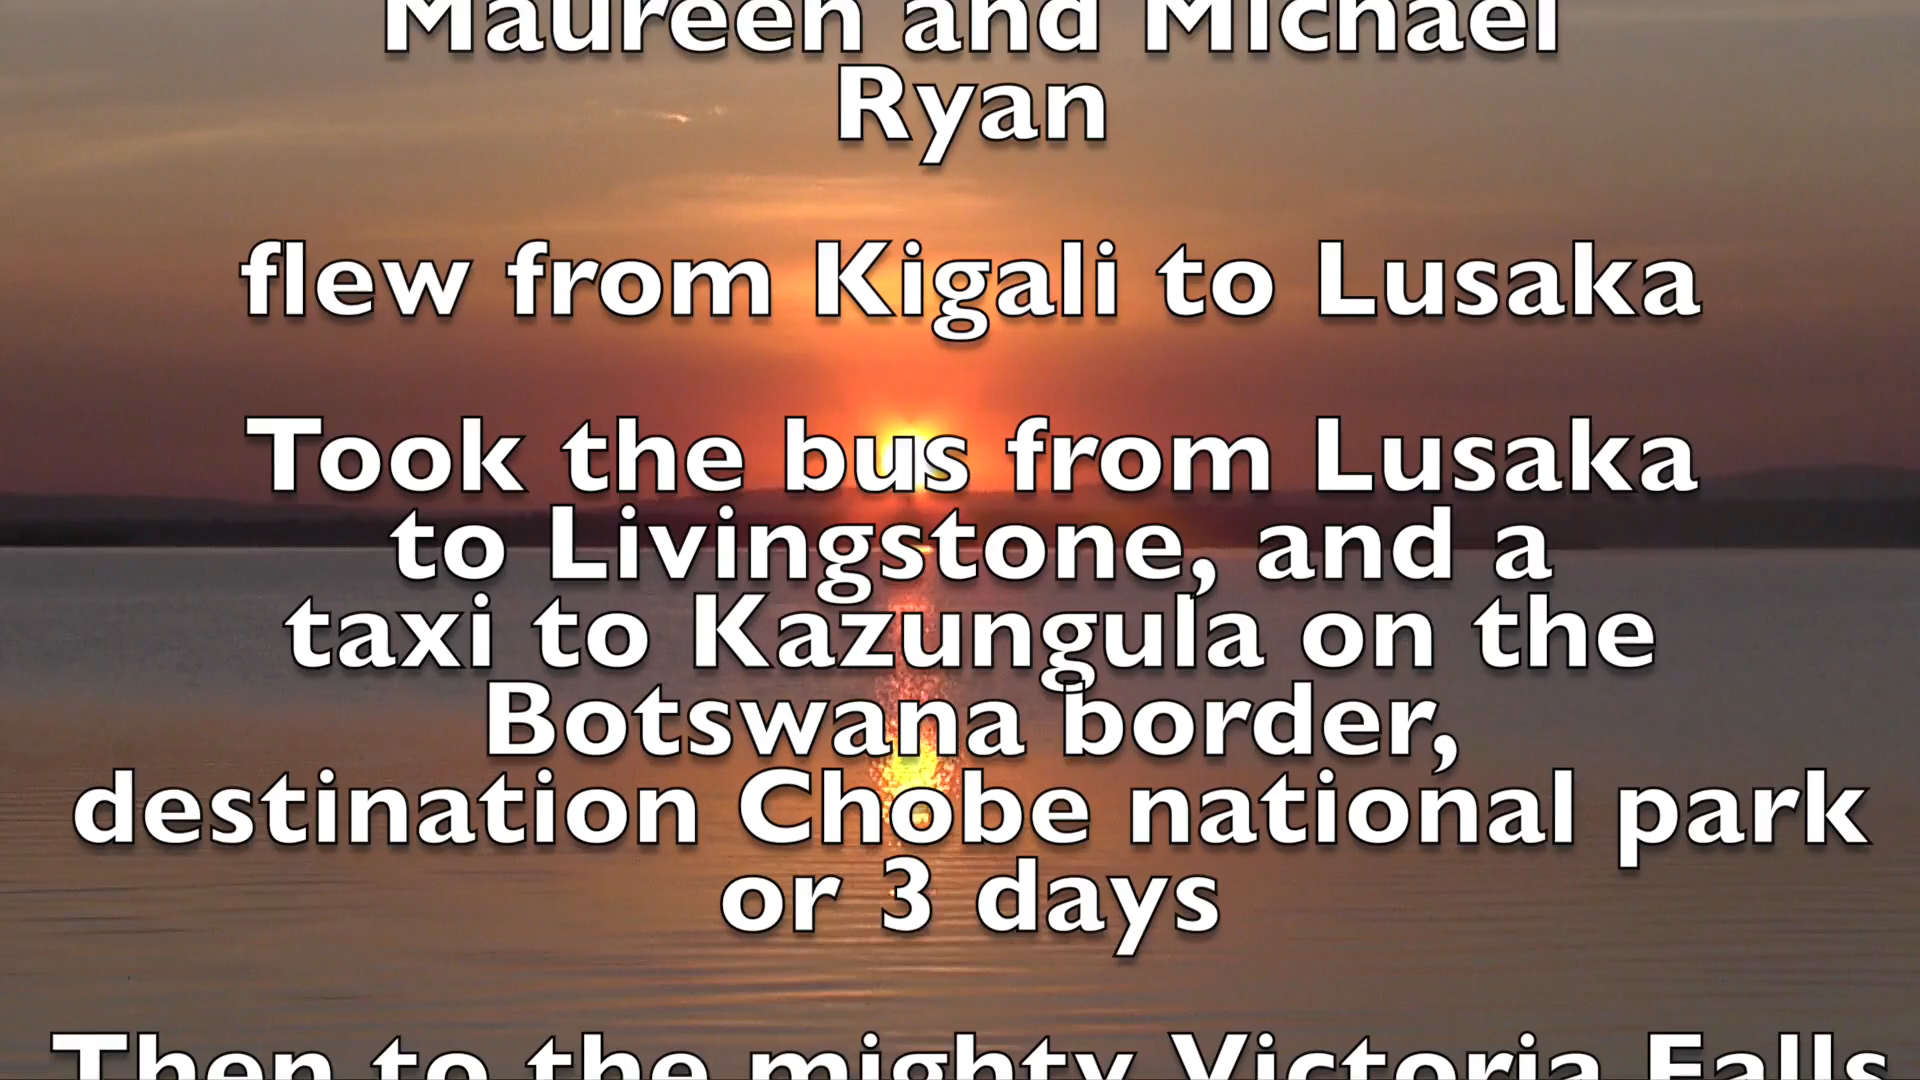 Maureen and Michael
Ryan
flew from Kigali to Lusaka
Took the bus from Lusaka
to Livingstone, and a
taxi to Kazungula on the
Botswana border,
destination Chobe national park
or 3 days
Then to the mighty Victoria Falls